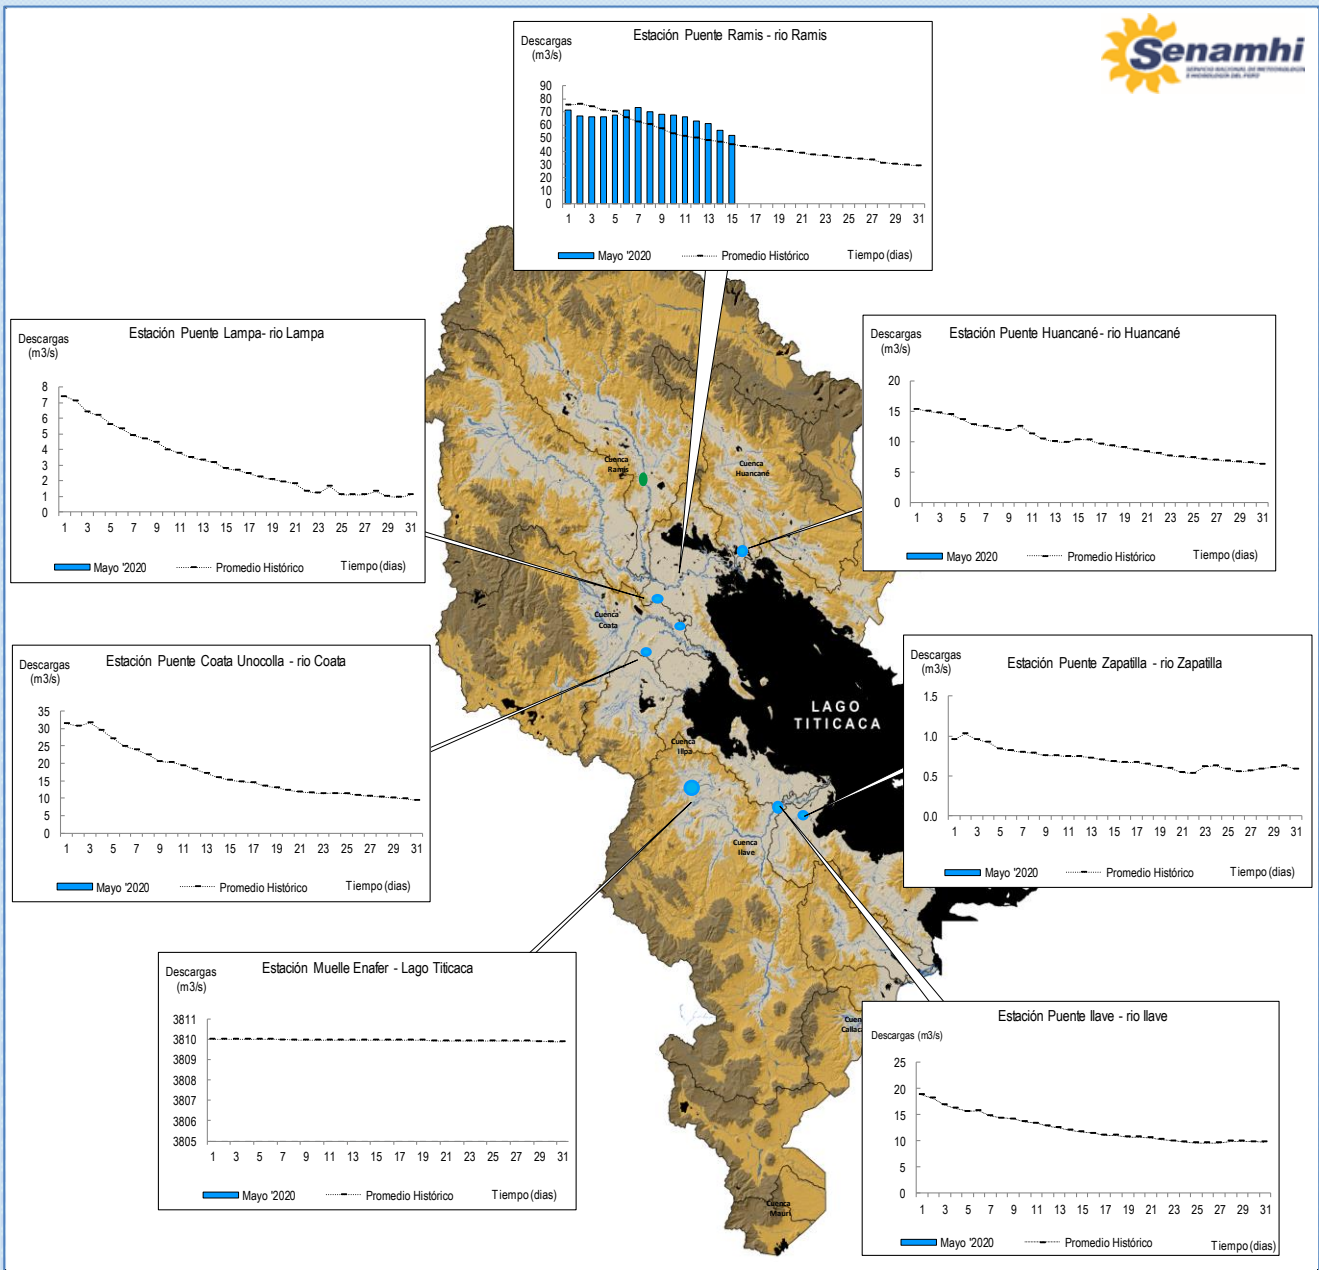 Senamhi
SERVICIO NACIONAL DE METEOROLOGÍA
E HIDROLOGÍA DEL PERÚ
Estación Puente Ramis - rio Ramis
Descargas
(m3/s)
90
80
70
60
50
40
30
20
10
0
1 3 5 7 9 11 13 15 17 19 21 23 25 27 29 31
Mayo '2020 Promedio Histórico Tiempo (dias)
Estación Puente Lampa- rio Lampa
Descargas
(m3/s)
8
7
6
5
4
3
2
1
0
1 3 5 7 9 11 13 15 17 19 21 23 25 27 29 31
Mayo '2020 Promedio Histórico Tiempo (dias)
Estación Puente Huancané - rio Huancané
Descargas
(m3/s)
20
15
10
5
0
1 3 5 7 9 11 13 15 17 19 21 23 25 27 29 31
Mayo 2020 Promedio Histórico Tiempo (dias)
Cuenca
Ramis
Cuenca
Huancané
Cuenca
Coata
Estación Puente Coata Unocolla - rio Coata
Descargas
(m3/s)
35
30
25
20
15
10
5
0
1 3 5 7 9 11 13 15 17 19 21 23 25 27 29 31
Mayo '2020 Promedio Histórico Tiempo (dias)
LAGO
TITICACA
Cuenca
Illpa
Estación Puente Zapatilla - rio Zapatilla
Descargas
(m3/s)
1.5
1.0
0.5
0.0
1 3 5 7 9 11 13 15 17 19 21 23 25 27 29 31
Mayo '2020 Promedio Histórico Tiempo (dias)
Cuenca
Ilave
Estación Muelle Enafer - Lago Titicaca
Descargas
(m3/s)
3811
3810
3809
3808
3807
3806
3805
1 3 5 7 9 11 13 15 17 19 21 23 25 27 29 31
Mayo '2020 Promedio Histórico Tiempo (dias)
Cuenc
Callaca
Estación Puente Ilave - rio Ilave
Descargas (m3/s)
25
20
15
10
5
0
1 3 5 7 9 11 13 15 17 19 21 23 25 27 29 31
Mayo '2020 Promedio Histórico Tiempo (dias)
Cuenca
Mauri